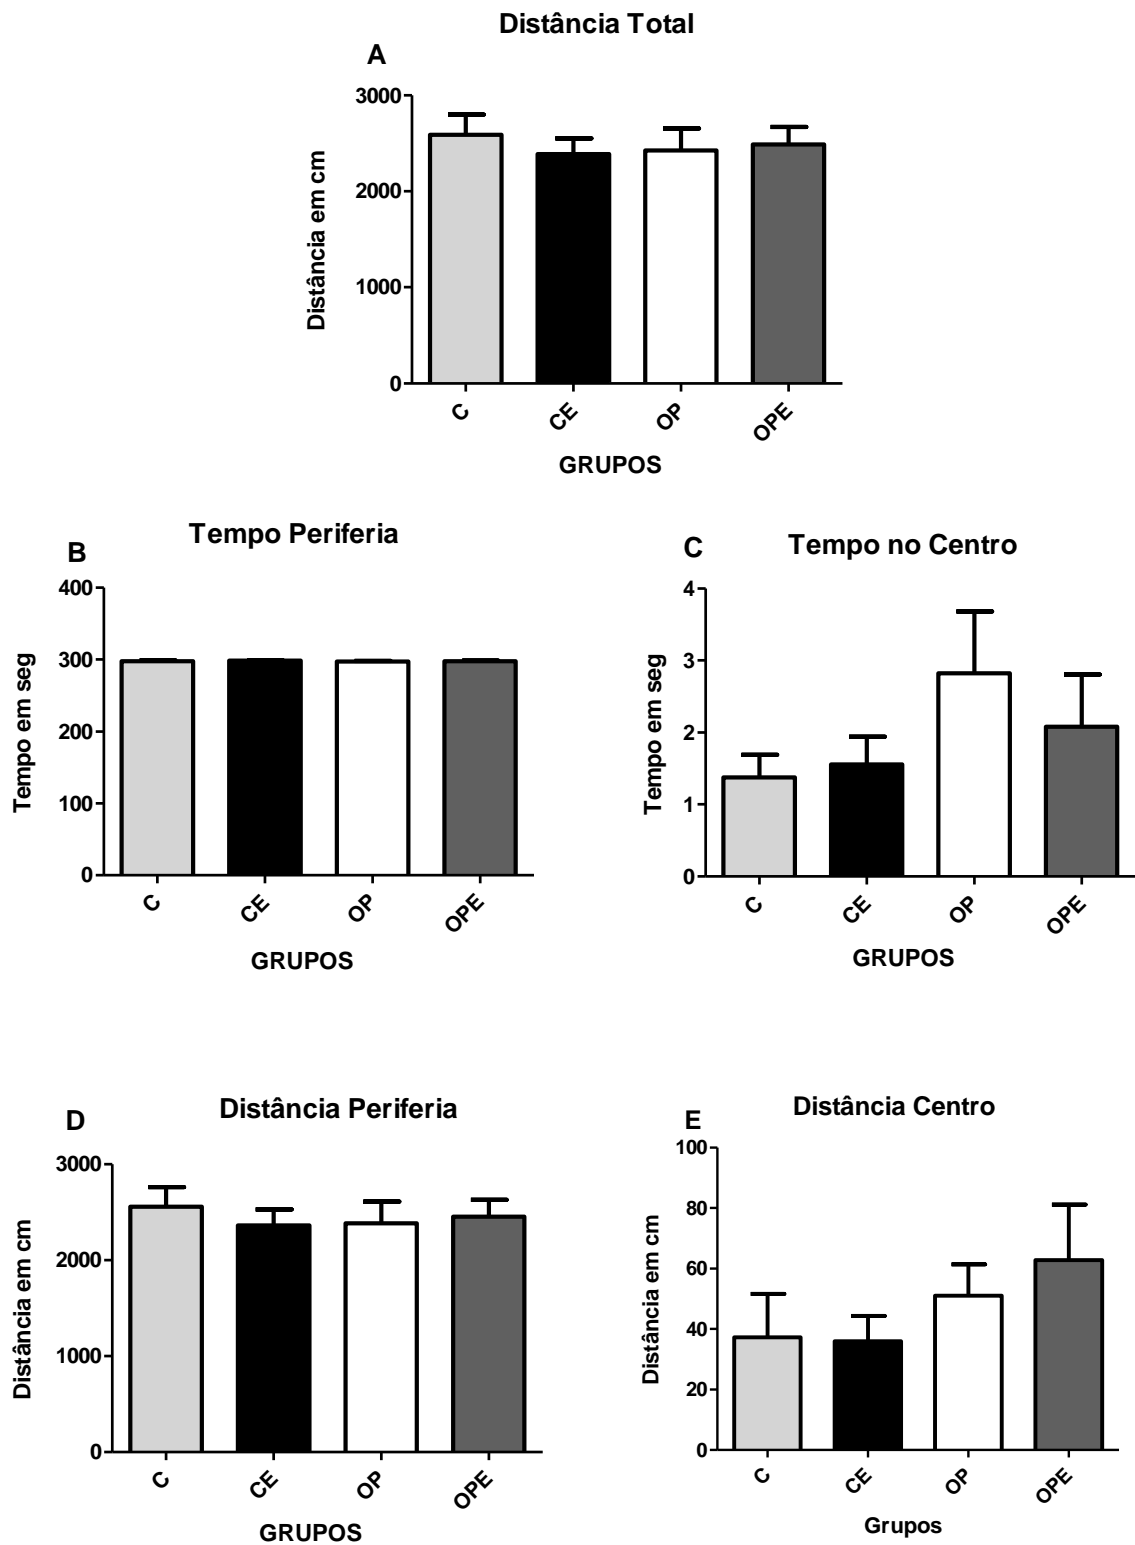 Distância Total
A
3000
2000
1000
0
Distância em cm
C
CE
OP
OPE
GRUPOS
Tempo Periferia
B
400
300
200
100
0
Tempo em seg
C
CE
OP
OPE
GRUPOS
Tempo no Centro
C
4
3
2
1
0
Tempo em seg
C
CE
OP
OPE
GRUPOS
Distância Periferia
D
3000
2000
1000
0
Distância em cm
C
CE
OP
OPE
GRUPOS
Distância Centro
E
100
80
60
40
20
0
Distância em cm
C
CE
OP
OPE
Grupos